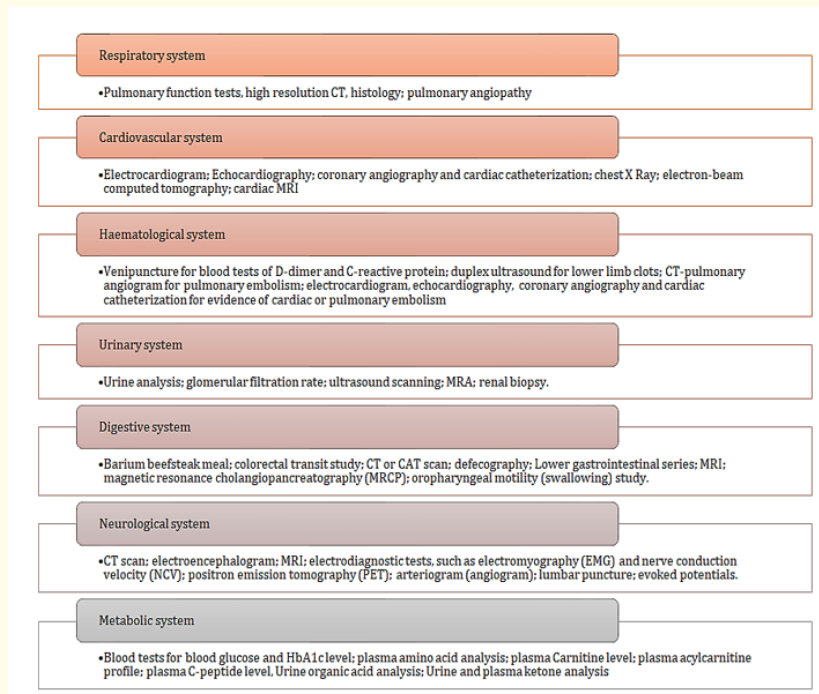 Respiratory system
•Pulmonary function tests, high resolution CT, histology; pulmonary angiopathy
Cardiovascular system
•Electrocardiogram; Echocardiography; coronary angiography and cardiac catheterization; chest X Ray; electron-beam
computed tomography; cardiac MRI
Haematological system
•Venipuncture for blood tests of D-dimer and C-reactive protein; duplex ultrasound for lower limb clots; CT-pulmonary
angiogram for pulmonary embolism; electrocardiogram, echocardiography, coronary angiography and cardiac
catheterization for evidence of cardiac or pulmonary embolism
Urinary system
•Urine analysis; glomerular filtration rate; ultrasound scanning; MRA; renal biopsy.
Digestive system
•Barium beefsteak meal; colorectal transit study; CT or CAT scan; defecography; Lower gastrointestinal series; MRI;
magnetic resonance cholangiopancreatography (MRCP); oropharyngeal motility (swallowing) study.
Neurological system
•CT scan; electroencephalogram; MRI; electrodiagnostic tests, such as electromyography (EMG) and nerve conduction
velocity (NCV); positron emission tomography (PET); arteriogram (angiogram); lumbar puncture; evoked potentials.
Metabolic system
•Blood tests for blood glucose and HbA1c level; plasma amino acid analysis; plasma Carnitine level; plasma acylcarnitine
profile; plasma C-peptide level, Urine organic acid analysis; Urine and plasma ketone analysis